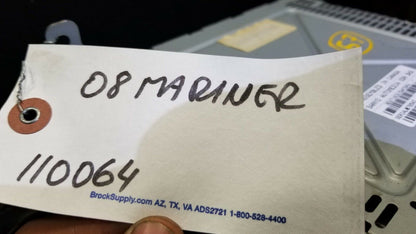 08 MARINER
110064
BrockSupply.com AZ, TX, VA ADS2721 1-800-528-4400